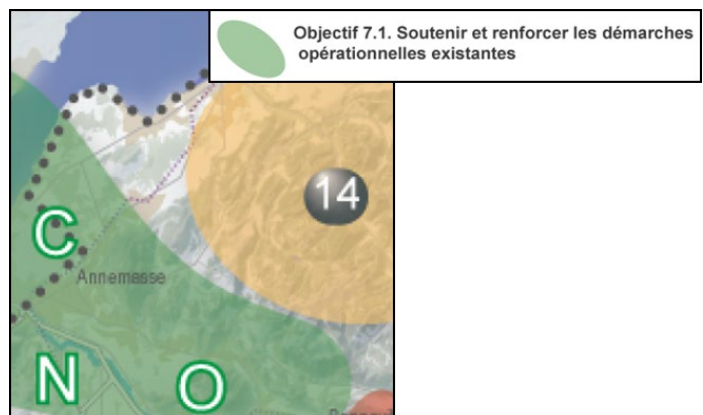 Objectif 7.1. Soutenir et renforcer les démarches
opérationnelles existantes
14
C
Annemasse
N O